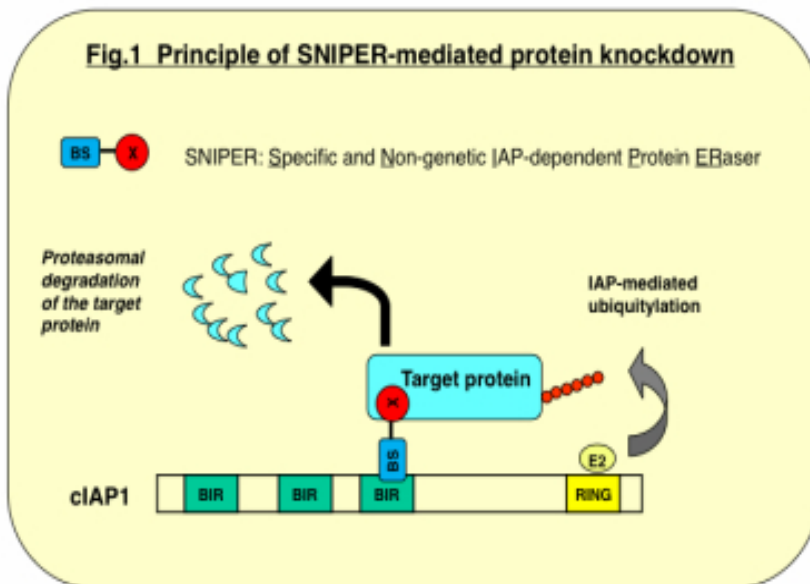 Fig.1 Principle of SNIPER-mediated protein knockdown
BS X SNIPER: Specific and Non-genetic IAP-dependent Protein ERaser
Proteasomal
degradation
of the target
protein
IAP-mediated
ubiquitylation
Target protein
X
BS
E2
cIAP1 BIR BIR BIR RING